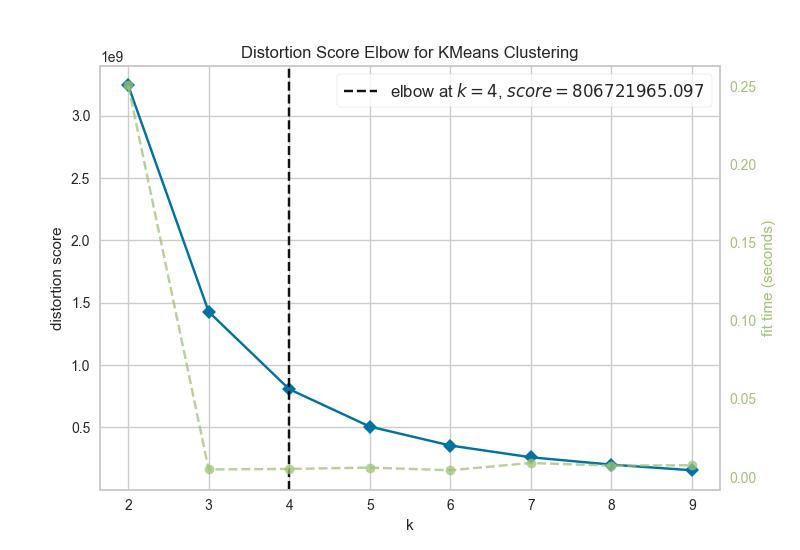 Distortion Score Elbow for KMeans Clustering
1e9
elbow at k = 4, score = 806721965.097
3.0
2.5
2.0
1.5
1.0
0.5
distortion score
0.25
0.20
0.15
0.10
0.05
0.00
fit time (seconds)
2 3 4 5 6 7 8 9
k